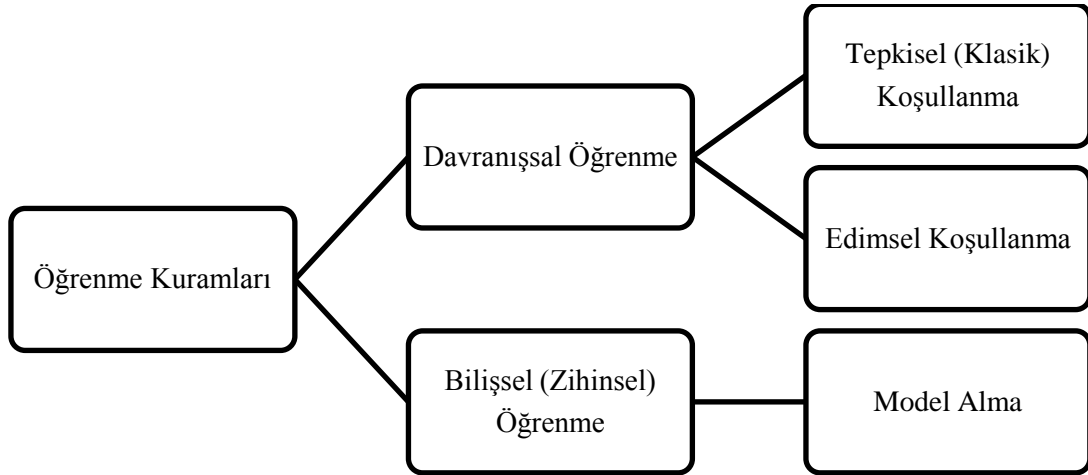 Öğrenme Kuramları
Davranışsal Öğrenme
Tepkisel (Klasik)
Koşullanma
Edimsel Koşullanma
Bilişsel (Zihinsel)
Öğrenme
Model Alma